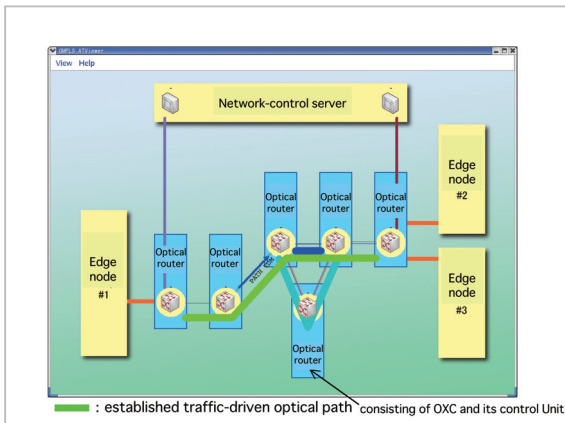 GMPLS ATViewer
View Help
Network-control server
Edge
node
#2
Optical
router
Optical
router
Optical
router
Edge
node
#1
Optical
router
Optical
router
Edge
node
#3
Optical
router
: established traffic-driven optical path
consisting of OXC and its control Unit